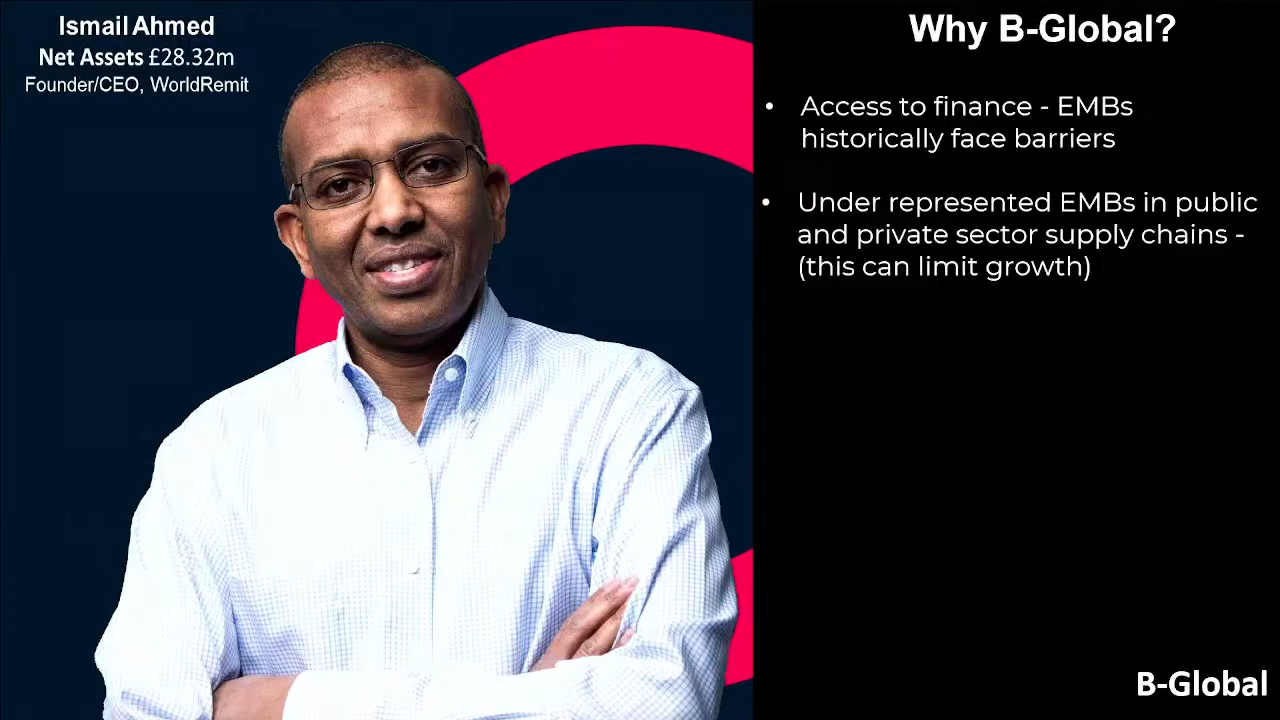 Ismail Ahmed
Net Assets £28.32m
Founder/CEO, WorldRemit
Why B-Global?
• Access to finance - EMBs
historically face barriers
• Under represented EMBs in public
and private sector supply chains -
(this can limit growth)
B-Global